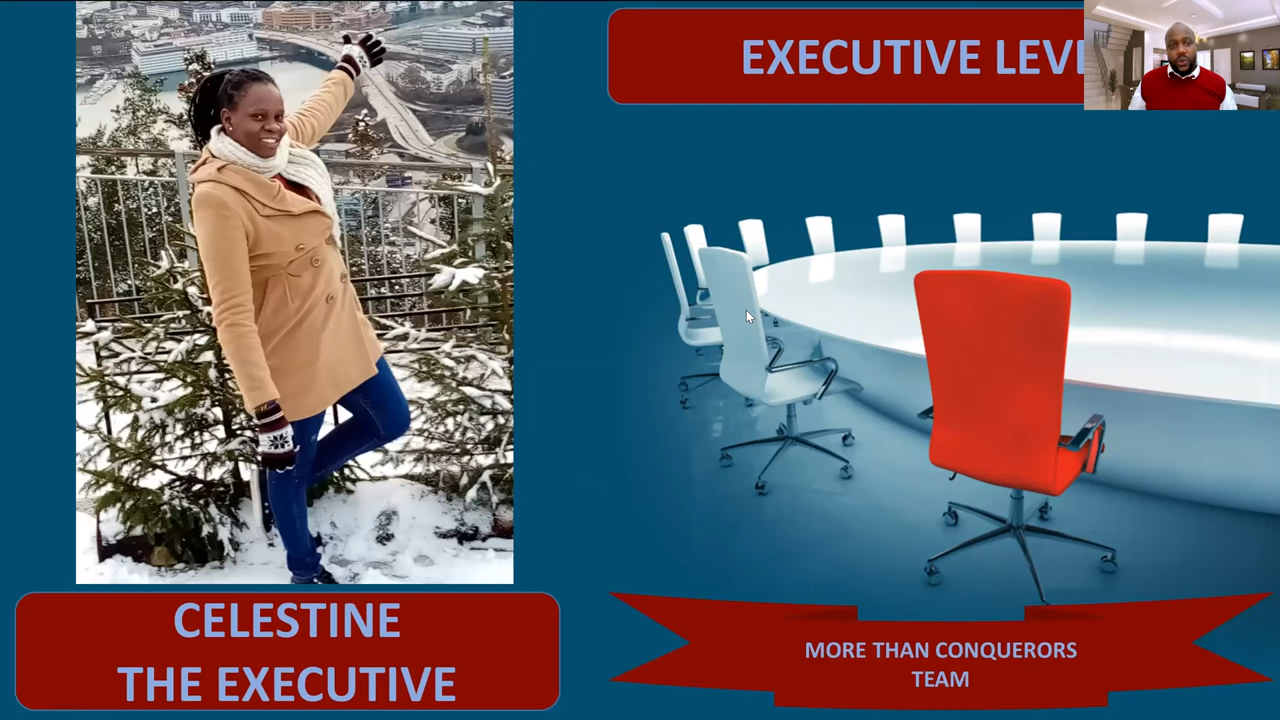 EXECUTIVE LEVE
CELESTINE
THE EXECUTIVE
MORE THAN CONQUERORS
TEAM